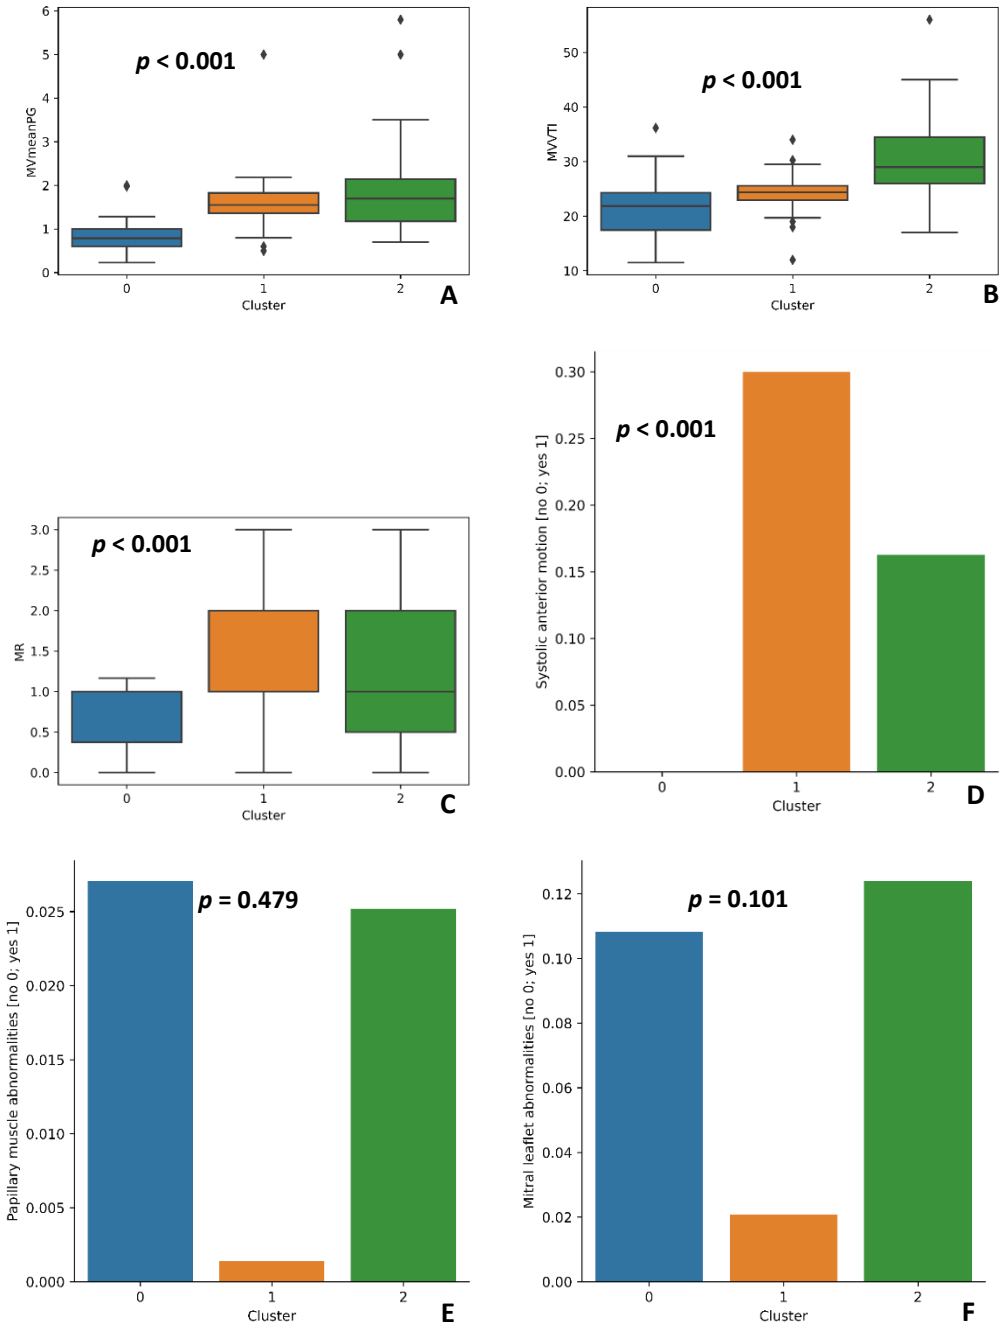 6
5
4
3
2
1
0
MVmeanPG
p < 0.001
0 1 2
Cluster
A
50
40
30
20
10
MVVTI
p < 0.001
0 1 2
Cluster
B
3.0
2.5
2.0
1.5
1.0
0.5
0.0
MR
p < 0.001
0 1 2
Cluster
C
0.30
0.25
0.20
0.15
0.10
0.05
0.00
Systolic anterior motion [no 0; yes 1]
p < 0.001
0 1 2
Cluster
D
0.025
0.020
0.015
0.010
0.005
0.000
Papillary muscle abnormalities [no 0; yes 1]
p = 0.479
0 1 2
Cluster
E
0.12
0.10
0.08
0.06
0.04
0.02
0.00
Mitral leaflet abnormalities [no 0; yes 1]
p = 0.101
0 1 2
Cluster
F